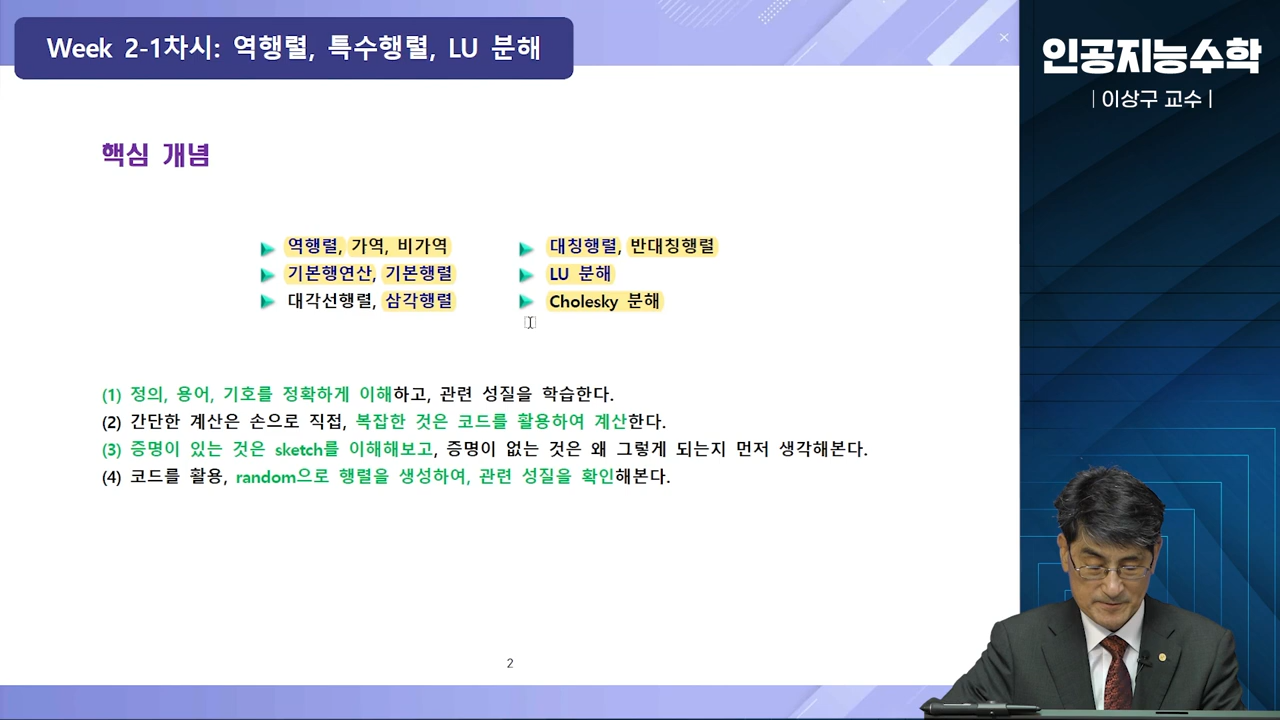 Week 2-1차시: 역행렬, 특수행렬, LU 분해
인공지능수학
| 이상구 교수 |
핵심 개념
역행렬, 가역, 비가역
기본행연산, 기본행렬
대각선행렬, 삼각행렬
대칭행렬, 반대칭행렬
LU 분해
Cholesky 분해
(1) 정의, 용어, 기호를 정확하게 이해하고, 관련 성질을 학습한다.
(2) 간단한 계산은 손으로 직접, 복잡한 것은 코드를 활용하여 계산한다.
(3) 증명이 있는 것은 sketch를 이해해보고, 증명이 없는 것은 왜 그렇게 되는지 먼저 생각해본다.
(4) 코드를 활용, random으로 행렬을 생성하여, 관련 성질을 확인해본다.
2